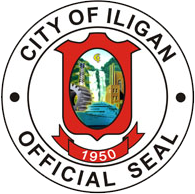 CITY OF ILIGAN
1950
OFFICIAL SEAL